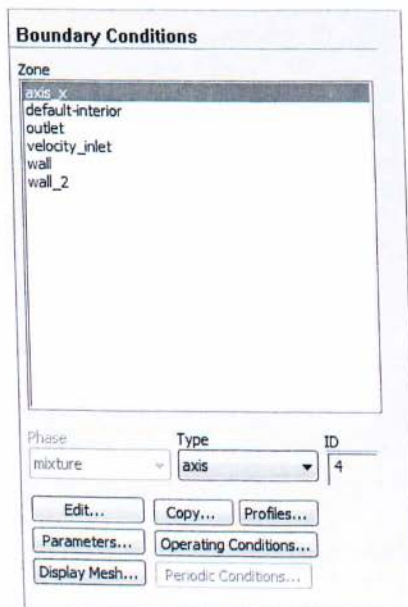 Boundary Conditions
Zone
axis_x
default-interior
outlet
velocity_inlet
wall
wall_2
Phase Type ID
mixture axis 4
Edit... Copy... Profiles...
Parameters... Operating Conditions...
Display Mesh... Periodic Conditions...